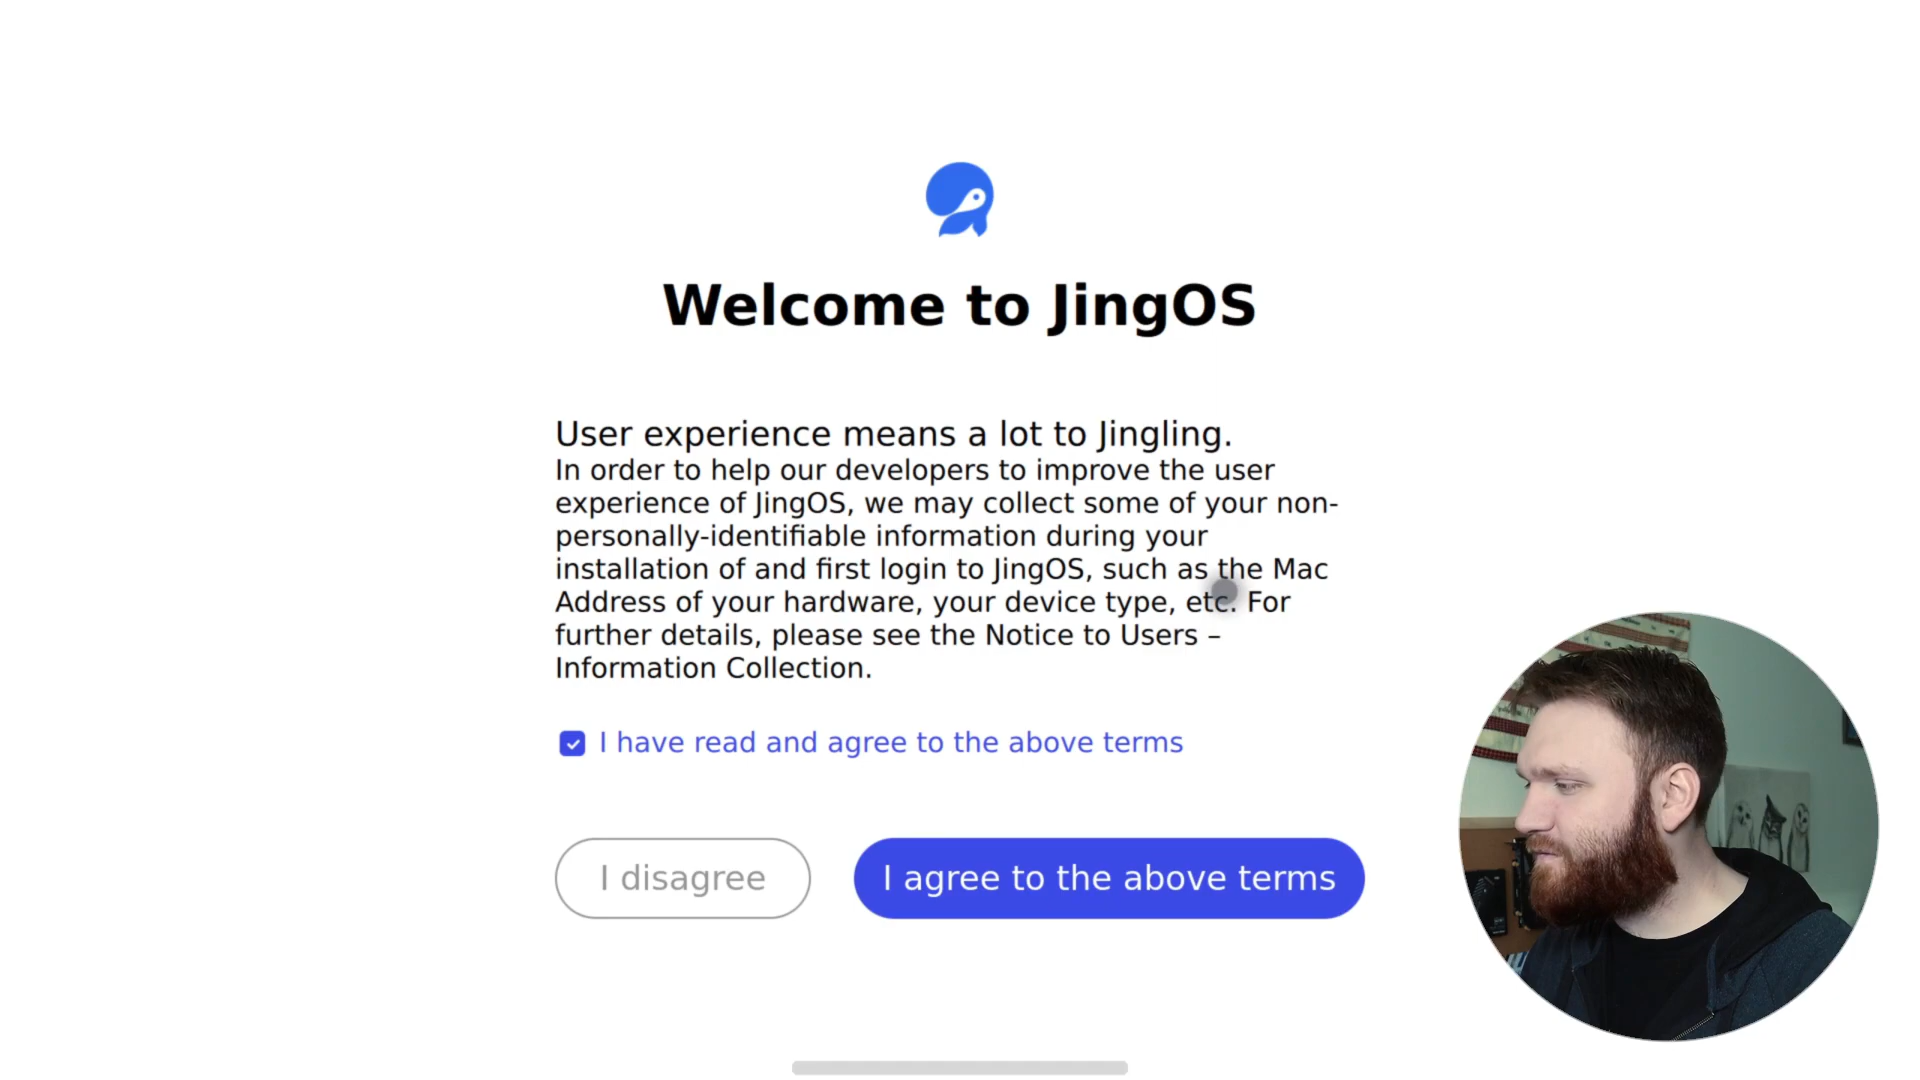 Welcome to JingOS
User experience means a lot to Jingling.
In order to help our developers to improve the user
experience of JingOS, we may collect some of your non-
personally-identifiable information during your
installation of and first login to JingOS, such as the Mac
Address of your hardware, your device type, etc. For
further details, please see the Notice to Users –
Information Collection.
I have read and agree to the above terms
I disagree
I agree to the above terms